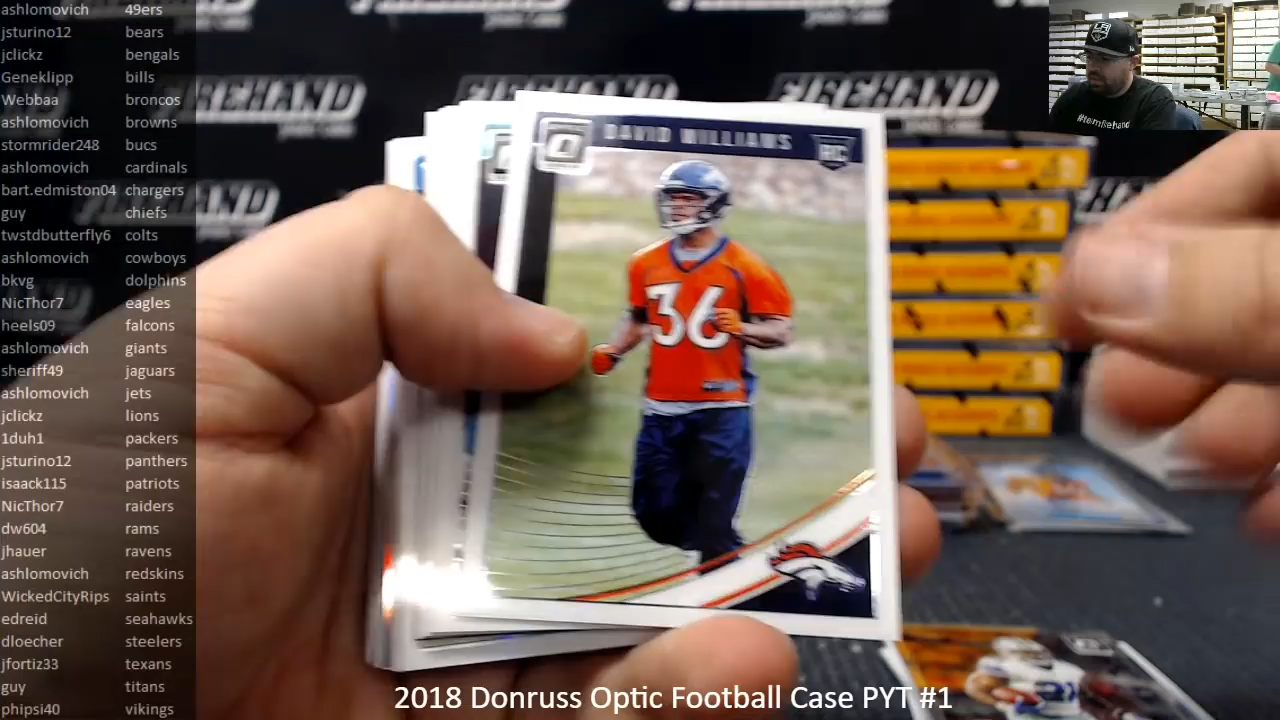 ashlomovich 49ers
jsturino12 bears
jclickz bengals
Geneklipp bills
Webbaa broncos
ashlomovich browns
stormrider248 bucs
ashlomovich cardinals
bart.edmiston04 chargers
guy chiefs
twstdbutterfly6 colts
ashlomovich cowboys
bkvg dolphins
NicThor7 eagles
heels09 falcons
ashlomovich giants
sheriff49 jaguars
ashlomovich jets
jclickz lions
1duh1 packers
jsturino12 panthers
isaack115 patriots
NicThor7 raiders
dw604 rams
jhauer ravens
ashlomovich redskins
WickedCityRips saints
edreid seahawks
dloecher steelers
jfortiz33 texans
guy titans
phipsi40 vikings
FIREHAND
FIREHAND
DAVID WILLIAMS
RC
36
#teamfirehand
2018 Donruss Optic Football Case PYT #1